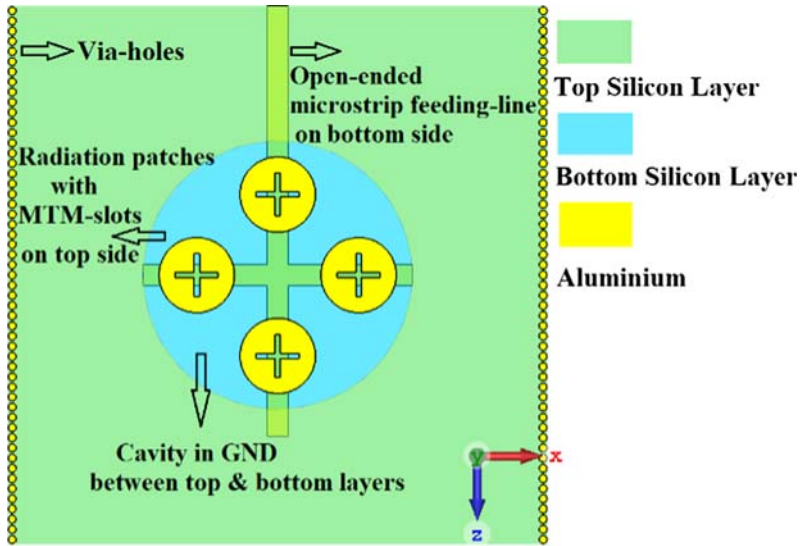 Via-holes
Open-ended
microstrip feeding-line
on bottom side
Radiation patches
with
MTM-slots
on top side
Cavity in GND
between top & bottom layers
y
x
z
Top Silicon Layer
Bottom Silicon Layer
Aluminium